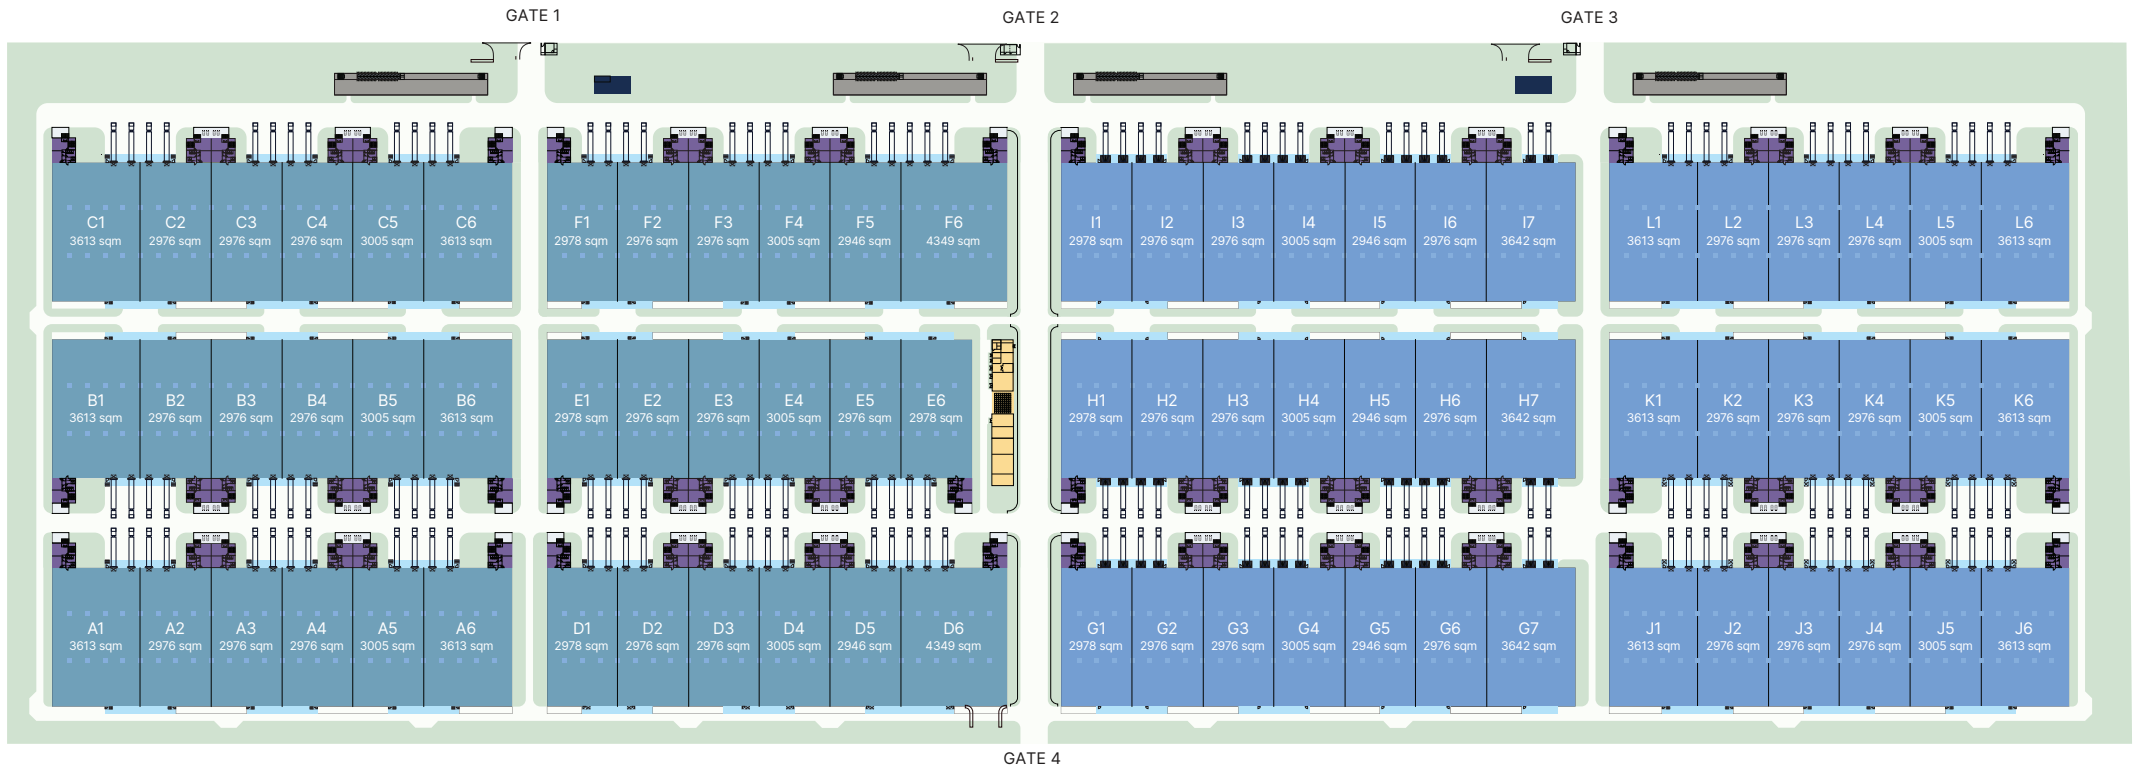 GATE 1
GATE 2
GATE 3
C1
3613 sqm
C2
2976 sqm
C3
2976 sqm
C4
2976 sqm
C5
3005 sqm
C6
3613 sqm
F1
2978 sqm
F2
2976 sqm
F3
2976 sqm
F4
3005 sqm
F5
2946 sqm
F6
4349 sqm
I1
2978 sqm
I2
2976 sqm
I3
2976 sqm
I4
3005 sqm
I5
2946 sqm
I6
2976 sqm
I7
3642 sqm
L1
3613 sqm
L2
2976 sqm
L3
2976 sqm
L4
2976 sqm
L5
3005 sqm
L6
3613 sqm
B1
3613 sqm
B2
2976 sqm
B3
2976 sqm
B4
2976 sqm
B5
3005 sqm
B6
3613 sqm
E1
2978 sqm
E2
2976 sqm
E3
2976 sqm
E4
3005 sqm
E5
2976 sqm
E6
2978 sqm
H1
2978 sqm
H2
2976 sqm
H3
2976 sqm
H4
3005 sqm
H5
2946 sqm
H6
2976 sqm
H7
3642 sqm
K1
3613 sqm
K2
2976 sqm
K3
2976 sqm
K4
2976 sqm
K5
3005 sqm
K6
3613 sqm
A1
3613 sqm
A2
2976 sqm
A3
2976 sqm
A4
2976 sqm
A5
3005 sqm
A6
3613 sqm
D1
2978 sqm
D2
2976 sqm
D3
2976 sqm
D4
3005 sqm
D5
2946 sqm
D6
4349 sqm
G1
2978 sqm
G2
2976 sqm
G3
2976 sqm
G4
3005 sqm
G5
2946 sqm
G6
2976 sqm
G7
3642 sqm
J1
3613 sqm
J2
2976 sqm
J3
2976 sqm
J4
2976 sqm
J5
3005 sqm
J6
3613 sqm
GATE 4